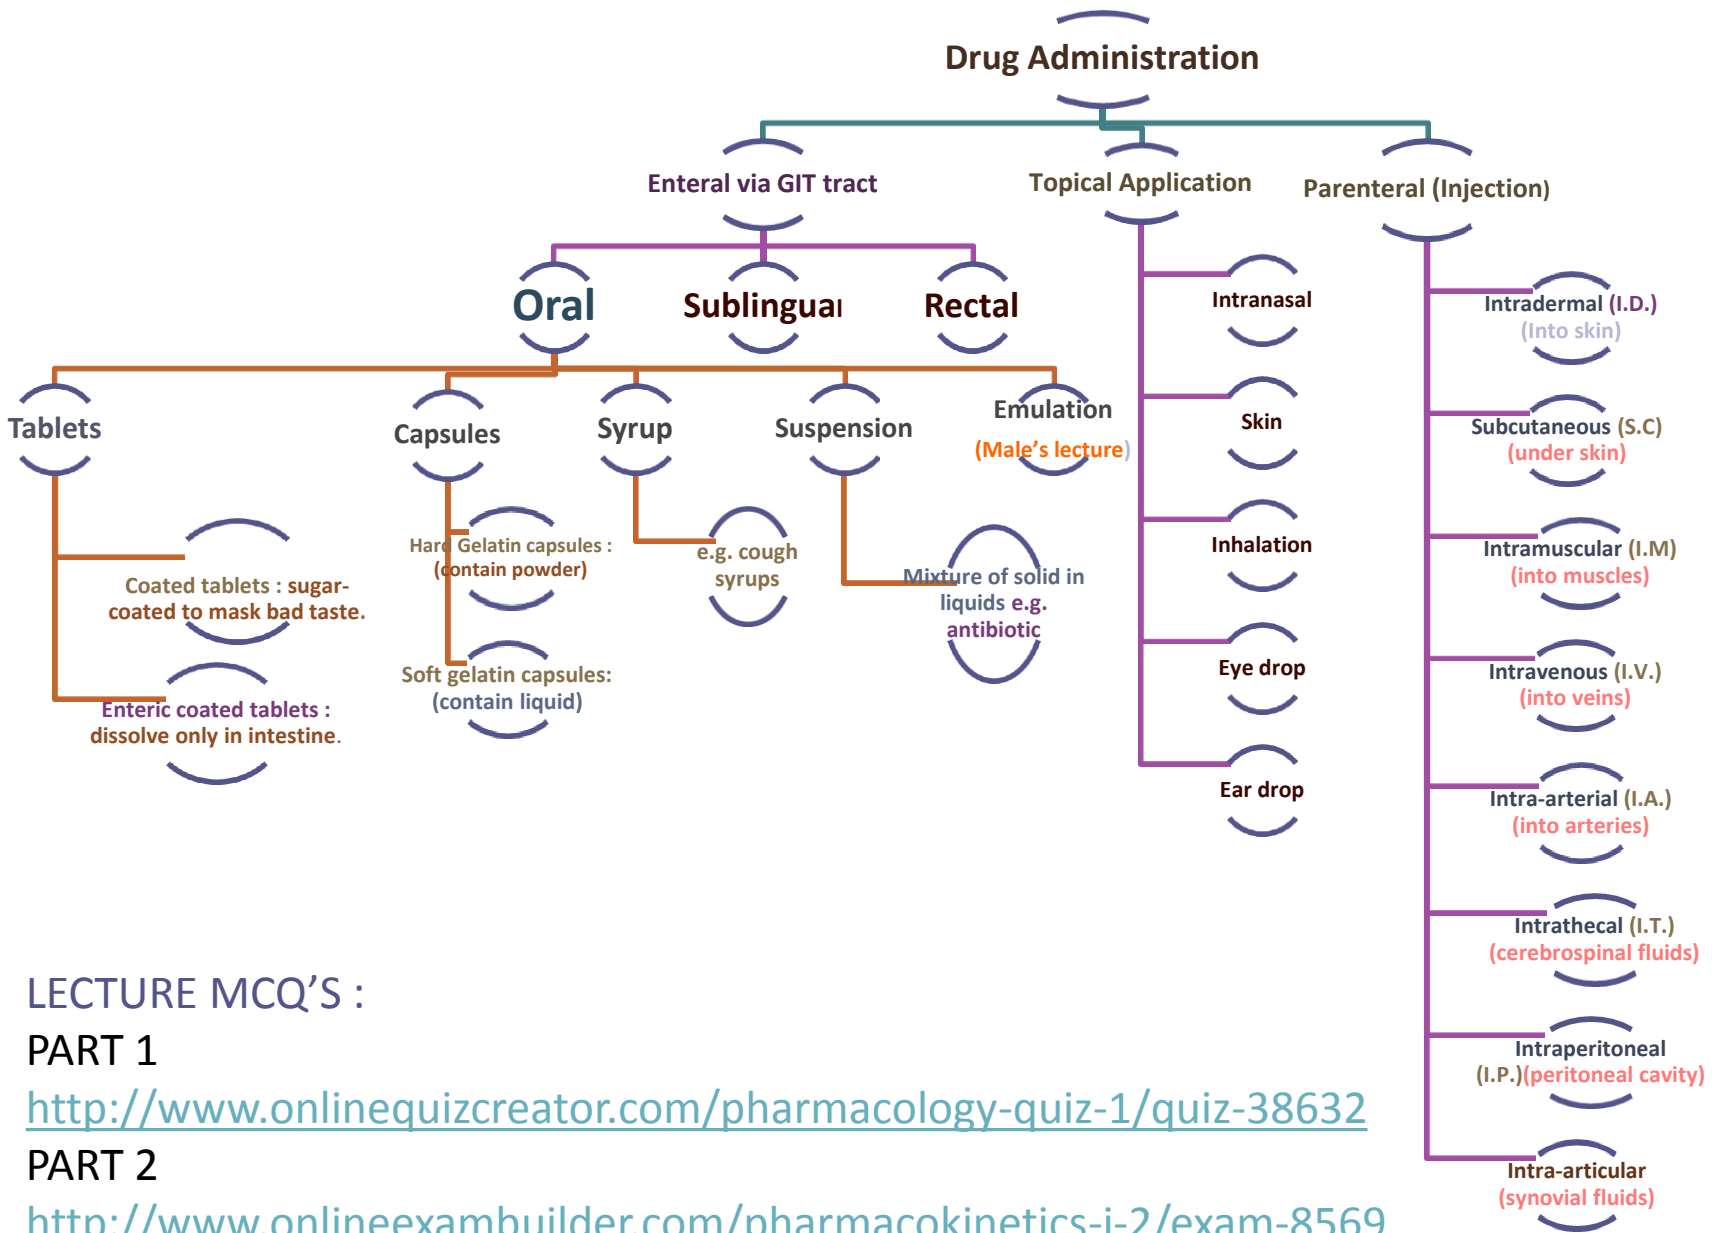 Drug Administration
Enteral via GIT tract
Topical Application
Parenteral (Injection)
Oral
Sublingual
Rectal
Tablets
Capsules
Syrup
Suspension
Emulation
(Male's lecture)
Coated tablets : sugar-
coated to mask bad taste.
Enteric coated tablets :
dissolve only in intestine.
Hard Gelatin capsules :
(contain powder)
Soft gelatin capsules:
(contain liquid)
e.g. cough
syrups
Mixture of solid in
liquids e.g.
antibiotic
Intranasal
Skin
Inhalation
Eye drop
Ear drop
Intradermal (I.D.)
(Into skin)
Subcutaneous (S.C)
(under skin)
Intramuscular (I.M)
(into muscles)
Intravenous (I.V.)
(into veins)
Intra-arterial (I.A.)
(into arteries)
Intrathecal (I.T.)
(cerebrospinal fluids)
Intraperitoneal
(I.P.)(peritoneal cavity)
Intra-articular
(synovial fluids)
LECTURE MCQ'S :
PART 1
http://www.onlinequizcreator.com/pharmacology-quiz-1/quiz-38632
PART 2
http://www.onlineexambuilder.com/pharmacokinetics-i-2/exam-8569